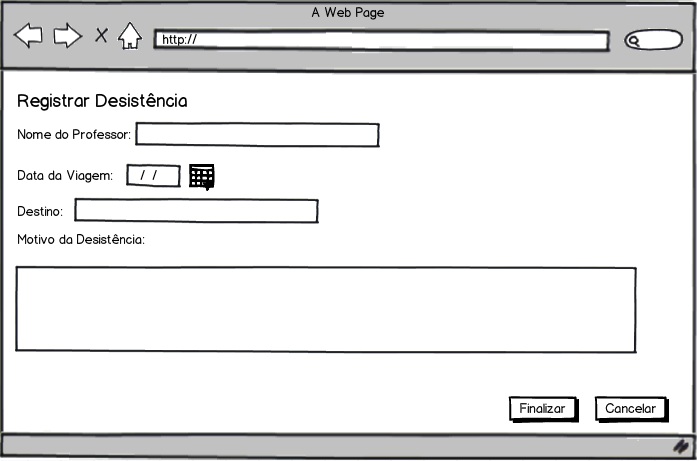 A Web Page
http://
Registrar Desistência
Nome do Professor:
Data da Viagem: / /
Destino:
Motivo da Desistência:
Finalizar Cancelar